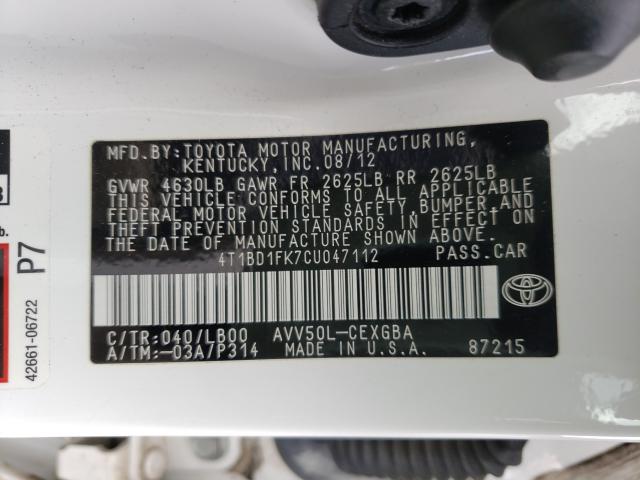 MFD.BY:TOYOTA MOTOR MANUFACTURING,
KENTUCKY,INC.08/12
GVWR 4630LB GAWR FR 2625LB RR 2625LB
THIS VEHICLE CONFORMS TO ALL APPLICABLE
FEDERAL MOTOR VEHICLE SAFETY, BUMPER AND
THEFT PREVENTION STANDARDS IN EFFECT ON
THE DATE OF MANUFACTURE SHOWN ABOVE.
4T1BD1FK7CU047112 PASS.CAR
C/TR:040/LB00 AVV50L-CEXGBA
A/TM:-03A/P314 MADE IN U.S.A. 87215
P7
42661-06722